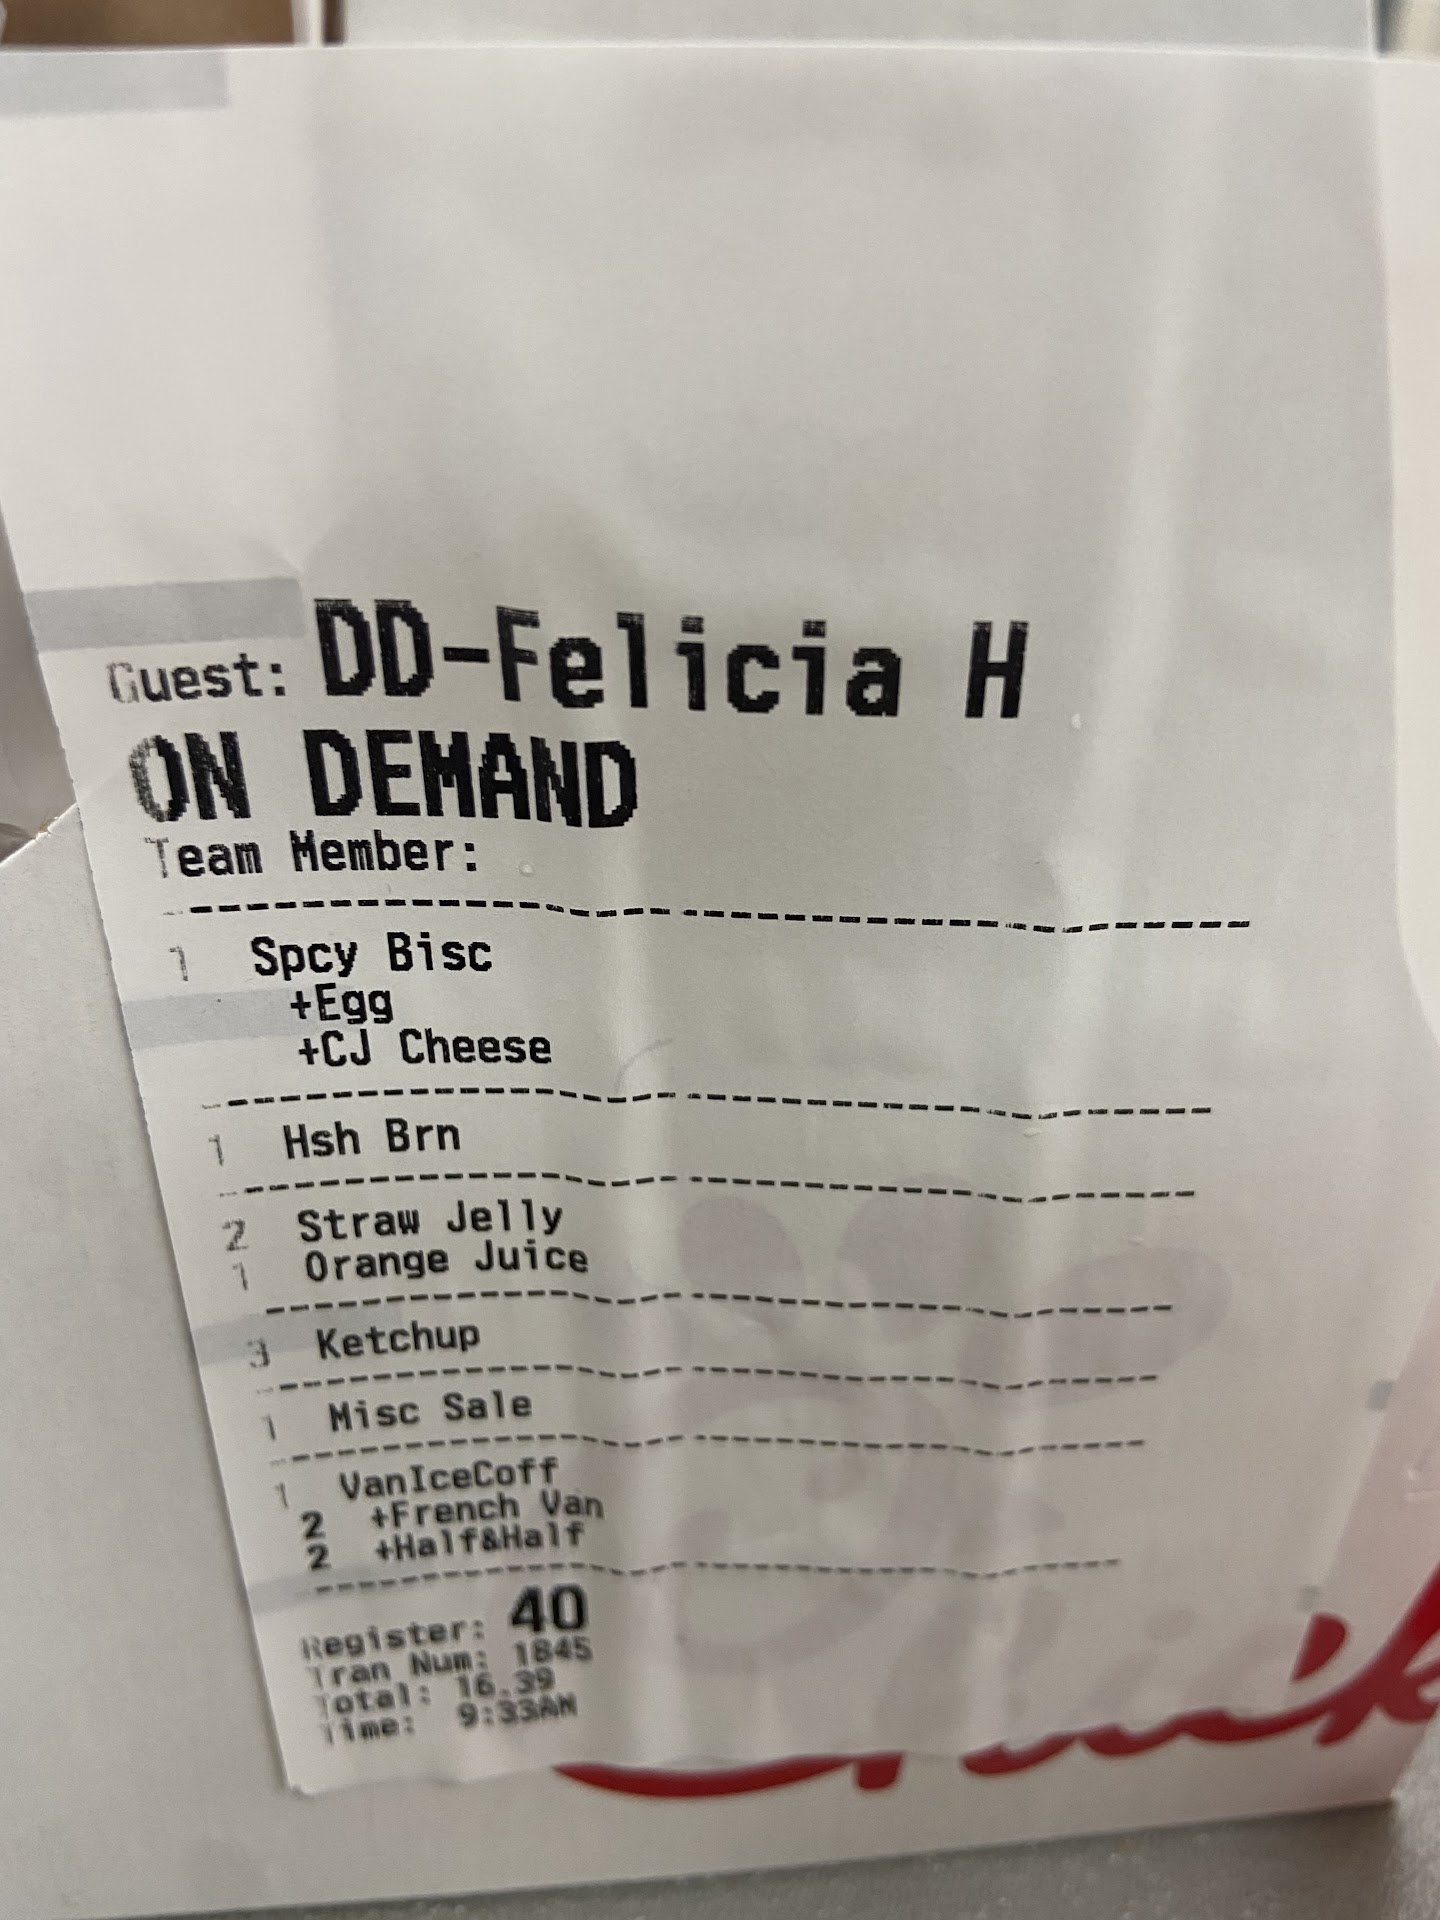 Guest: DD-Felicia H
ON DEMAND
Team Member:
1 Spcy Bisc
+Egg
+CJ Cheese
1 Hsh Brn
2 Straw Jelly
1 Orange Juice
3 Ketchup
1 Misc Sale
1 VanIceCoff
2 +French Van
2 +Half&Half
Register: 40
Tran Num: 1845
Total: 16.39
Time: 9:33AM